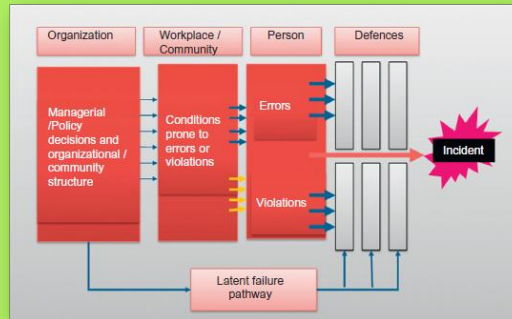 Organization
Workplace /
Community
Person
Defences
Managerial
/Policy
decisions and
organizational /
community
structure
Conditions
prone to
errors or
violations
Errors
Violations
Incident
Latent failure
pathway